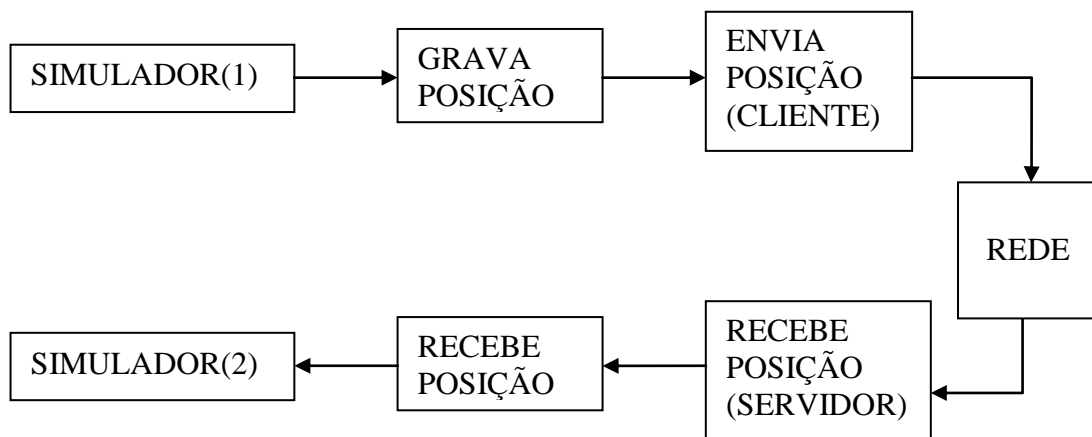 SIMULADOR(1)
GRAVA
POSIÇÃO
ENVIA
POSIÇÃO
(CLIENTE)
REDE
RECEBE
POSIÇÃO
(SERVIDOR)
RECEBE
POSIÇÃO
SIMULADOR(2)